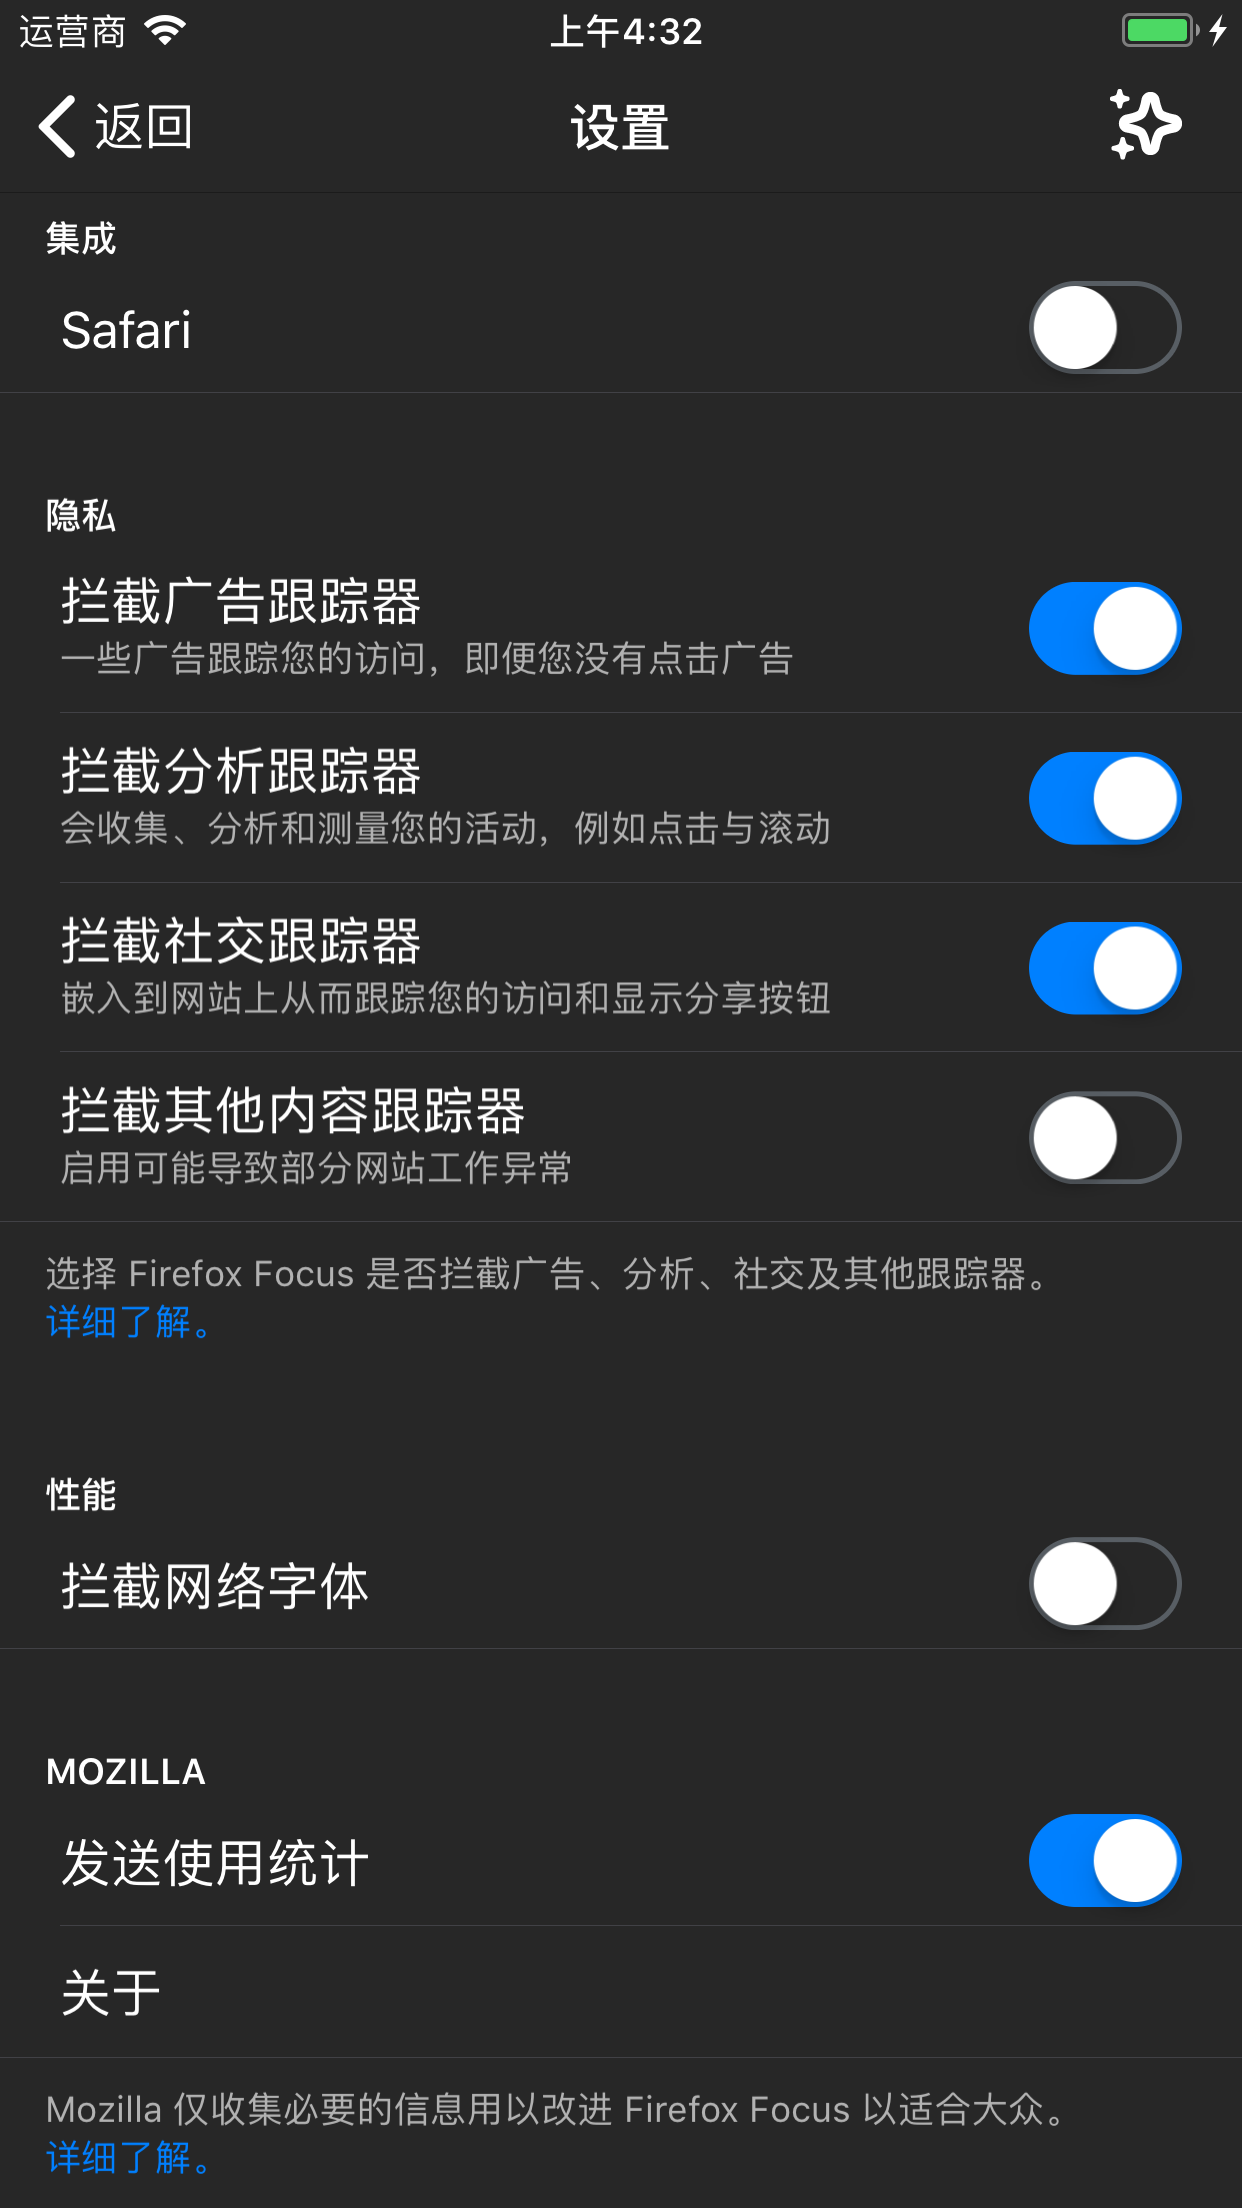 运营商 上午4:32
返回 设置
集成
Safari
隐私
拦截广告跟踪器
一些广告跟踪您的访问，即便您没有点击广告
拦截分析跟踪器
会收集、分析和测量您的活动，例如点击与滚动
拦截社交跟踪器
嵌入到网站上从而跟踪您的访问和显示分享按钮
拦截其他内容跟踪器
启用可能导致部分网站工作异常
选择 Firefox Focus 是否拦截广告、分析、社交及其他跟踪器。
详细了解。
性能
拦截网络字体
MOZILLA
发送使用统计
关于
Mozilla 仅收集必要的信息用以改进 Firefox Focus 以适合大众。
详细了解。